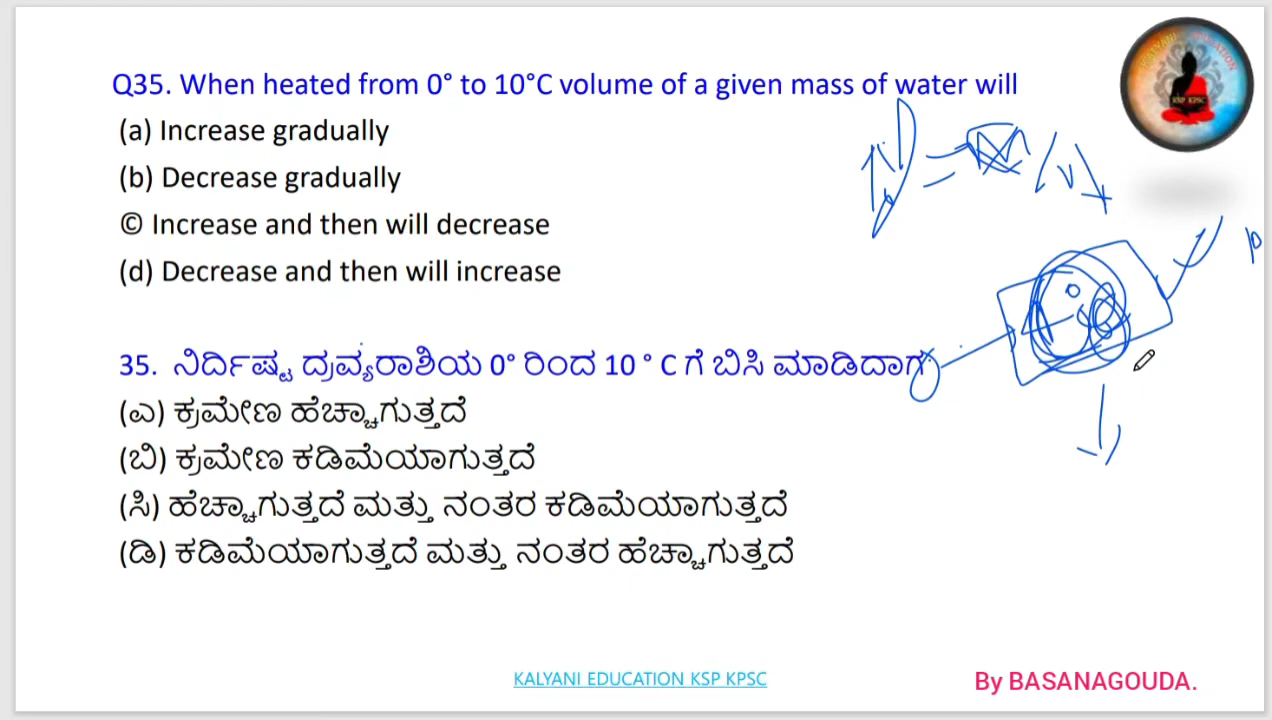 Q35. When heated from 0° to 10°C volume of a given mass of water will
(a) Increase gradually
(b) Decrease gradually
© Increase and then will decrease
(d) Decrease and then will increase
35. ನಿರ್ದಿಷ್ಟ ದ್ರವ್ಯರಾಶಿಯ 0° ರಿಂದ 10 ° C ಗೆ ಬಿಸಿ ಮಾಡಿದಾಗ
(ಎ) ಕ್ರಮೇಣ ಹೆಚ್ಚಾಗುತ್ತದೆ
(ಬಿ) ಕ್ರಮೇಣ ಕಡಿಮೆಯಾಗುತ್ತದೆ
(ಸಿ) ಹೆಚ್ಚಾಗುತ್ತದೆ ಮತ್ತು ನಂತರ ಕಡಿಮೆಯಾಗುತ್ತದೆ
(ಡಿ) ಕಡಿಮೆಯಾಗುತ್ತದೆ ಮತ್ತು ನಂತರ ಹೆಚ್ಚಾಗುತ್ತದೆ
KSP KPSC
KALYANI EDUCATION KSP KPSC
By BASANAGOUDA.